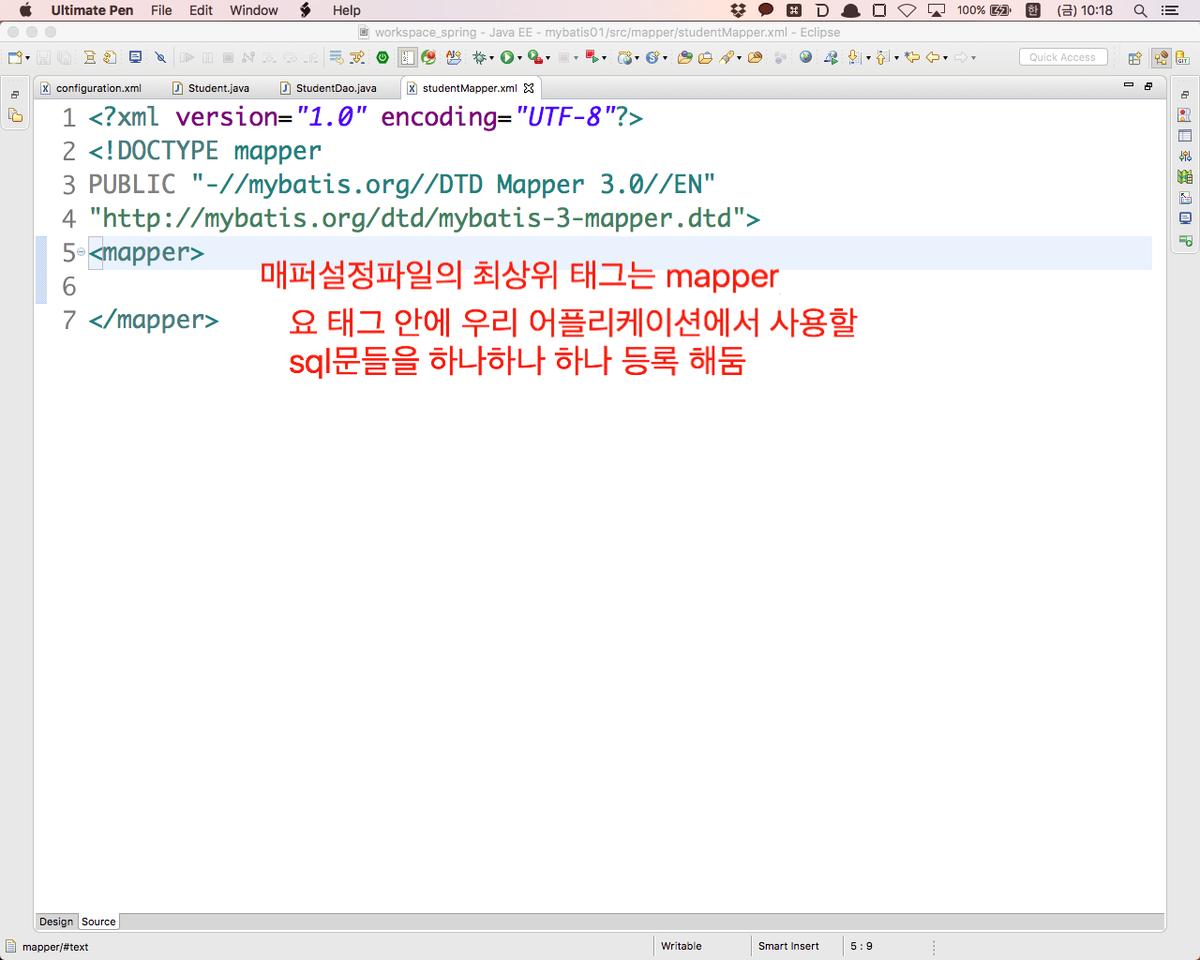 Ultimate Pen File Edit Window Help 100% 한 (금) 10:18
workspace_spring - Java EE - mybatis01/src/mapper/studentMapper.xml - Eclipse
Quick Access
configuration.xml Student.java StudentDao.java studentMapper.xml
1 <?xml version="1.0" encoding="UTF-8"?>
2 <!DOCTYPE mapper
3 PUBLIC "-//mybatis.org//DTD Mapper 3.0//EN"
4 "http://mybatis.org/dtd/mybatis-3-mapper.dtd">
5 <mapper>
매퍼설정파일의 최상위 태그는 mapper
6
요 태그 안에 우리 어플리케이션에서 사용할
7 </mapper>
sql문들을 하나하나 하나 등록 해둠
Design Source
mapper/#text Writable Smart Insert 5 : 9